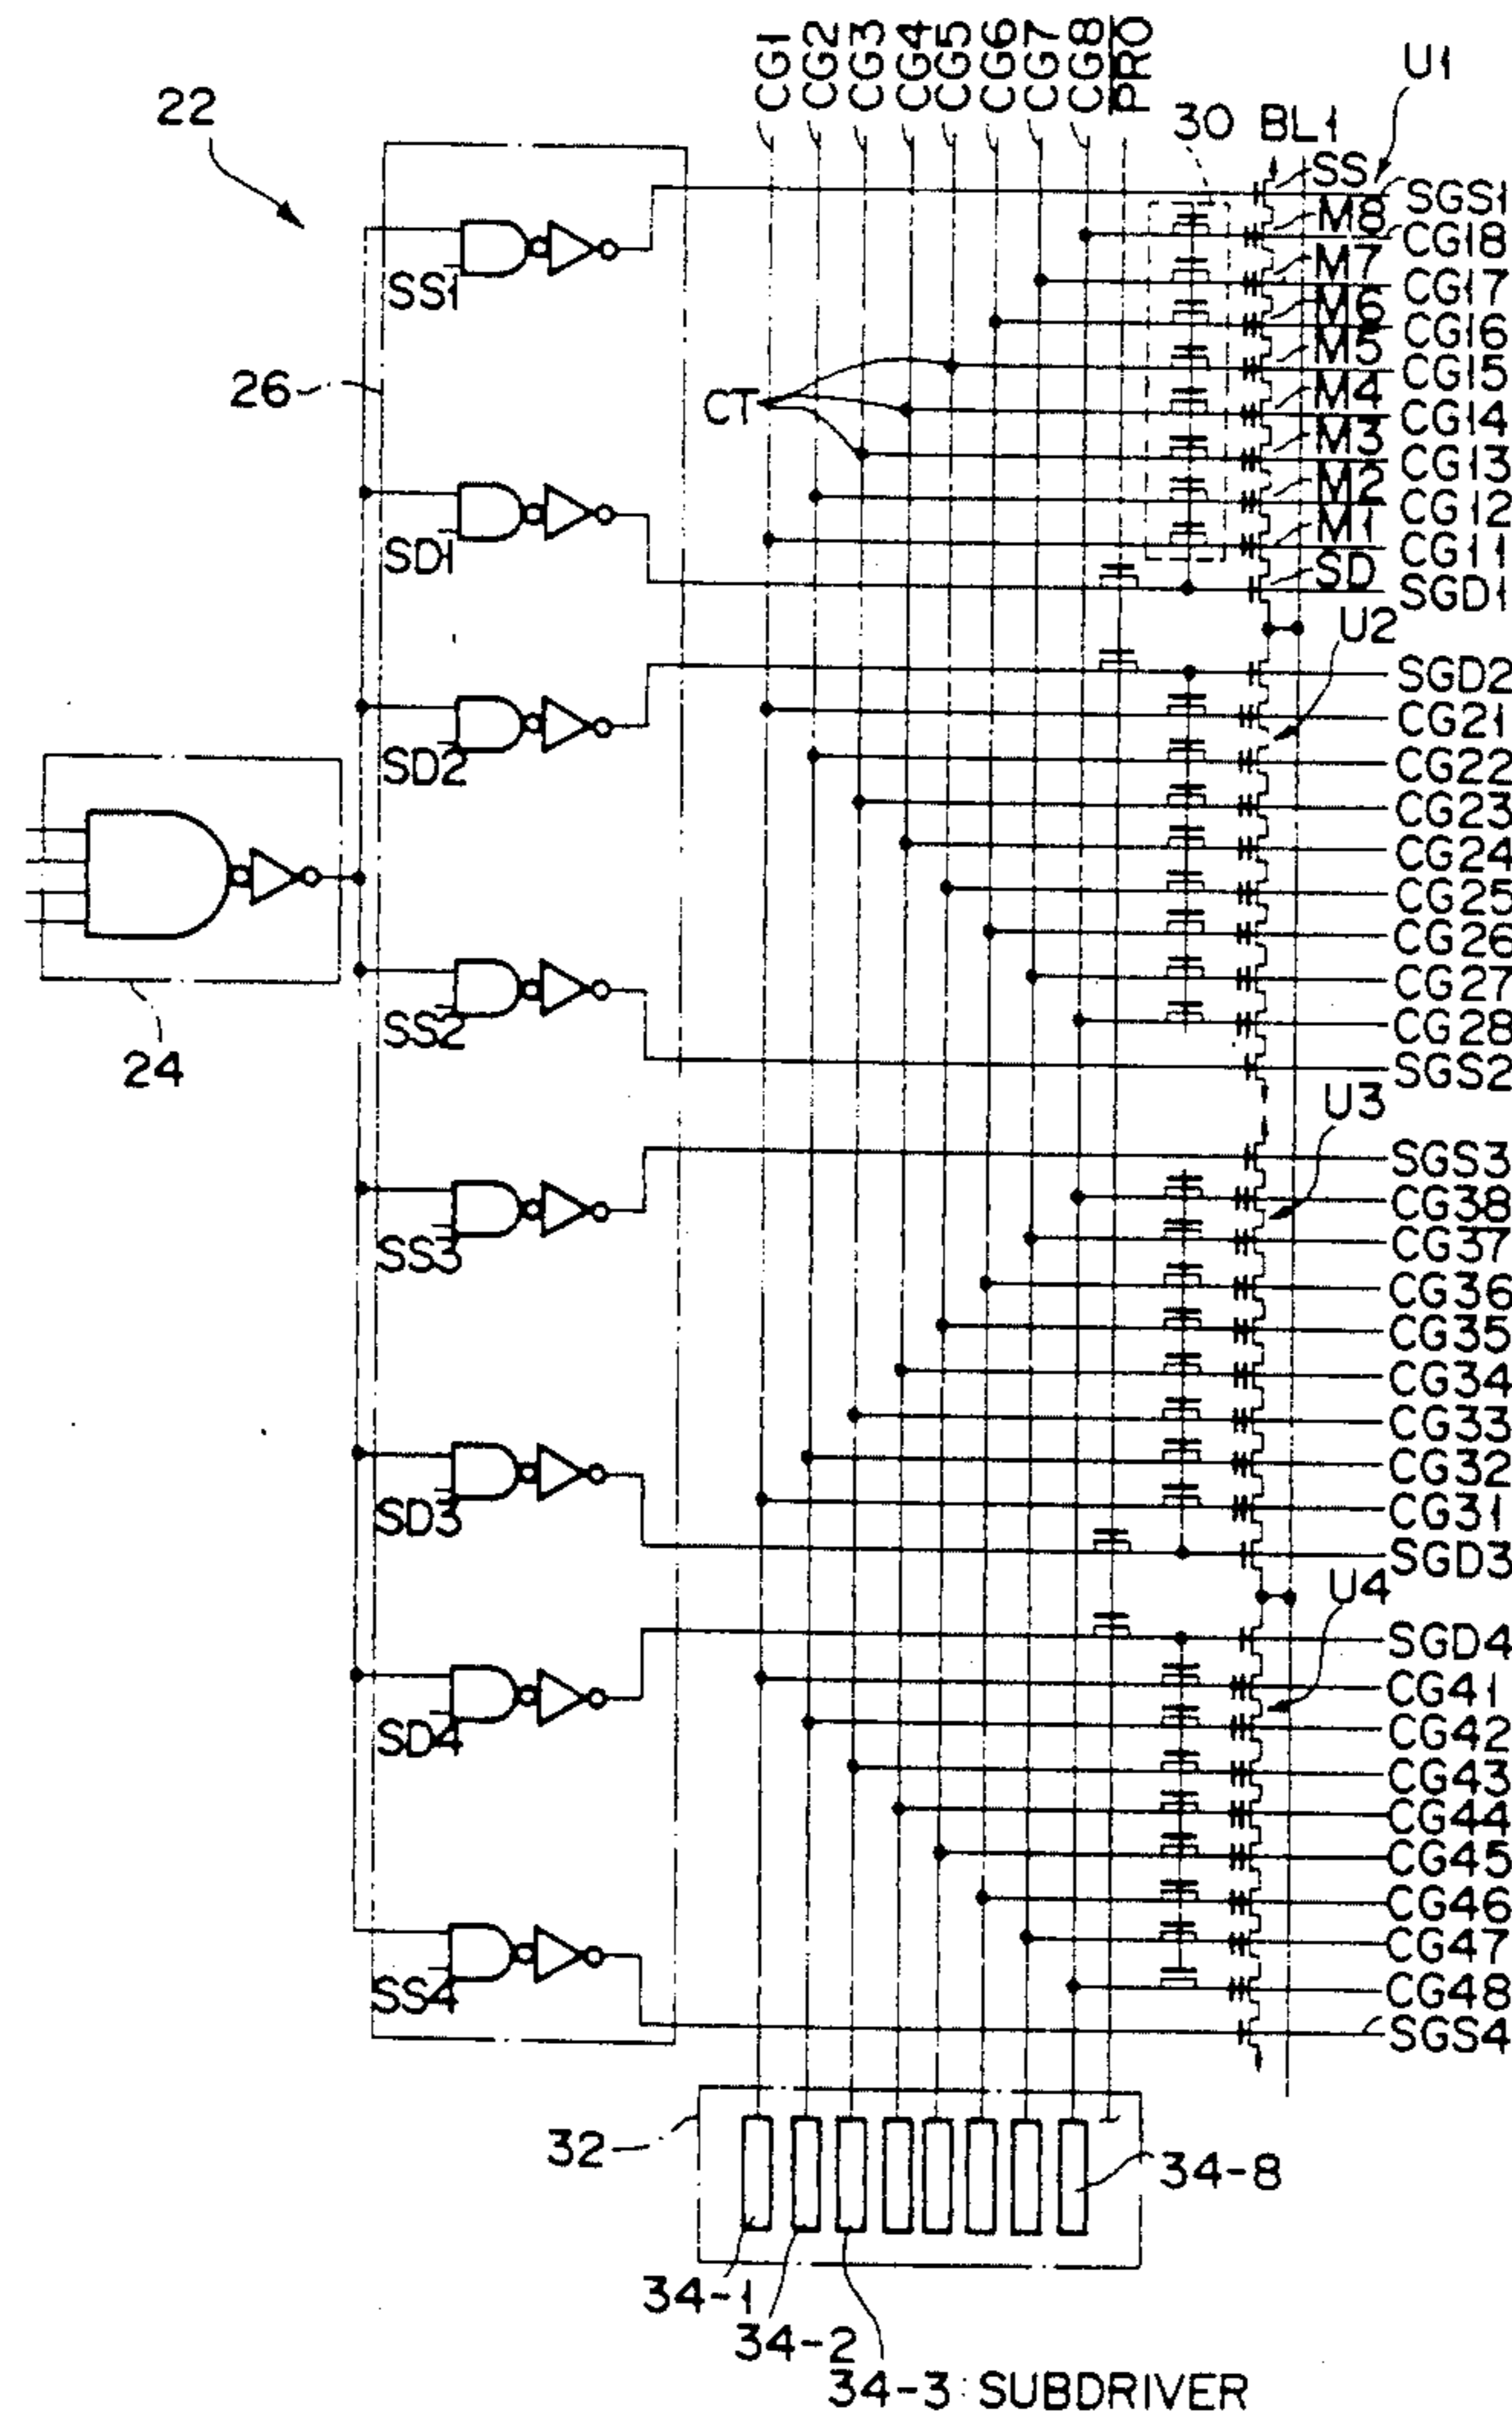 CG1
CG2
CG3
CG4
CG5
CG6
CG7
CG8
PRO
U1
22
30 BL1
SS
SGS1
M8
CG18
M7
CG17
M6
CG16
M5
CG15
M4
CG14
M3
CG13
M2
CG12
M1
CG11
SD
SGD1
SS1
26
CT
SD1
U2
SGD2
CG21
SD2
CG22
CG23
CG24
CG25
CG26
CG27
CG28
SS2
SGS2
24
U3
SGS3
CG38
SS3
CG37
CG36
CG35
CG34
CG33
CG32
SD3
CG31
SGD3
U4
SGD4
CG41
SD4
CG42
CG43
CG44
CG45
CG46
CG47
SS4
CG48
SGS4
32
34-8
34-1
34-2
34-3 : SUBDRIVER